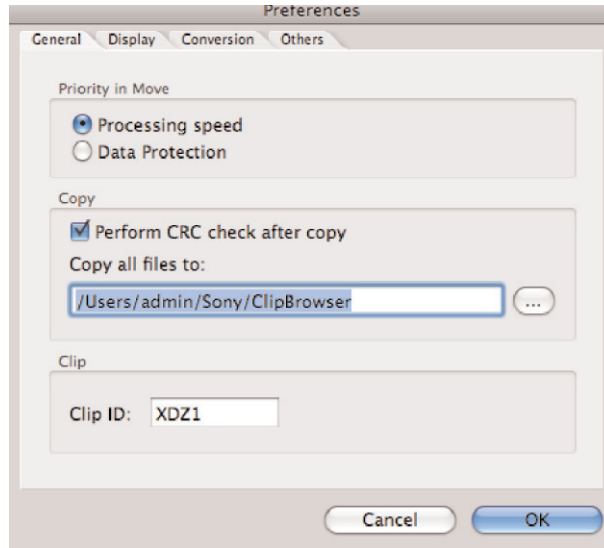 Preferences
General Display Conversion Others
Priority in Move
Processing speed
Data Protection
Copy
Perform CRC check after copy
Copy all files to:
/Users/admin/Sony/ClipBrowser
...
Clip
Clip ID: XDZ1
Cancel OK